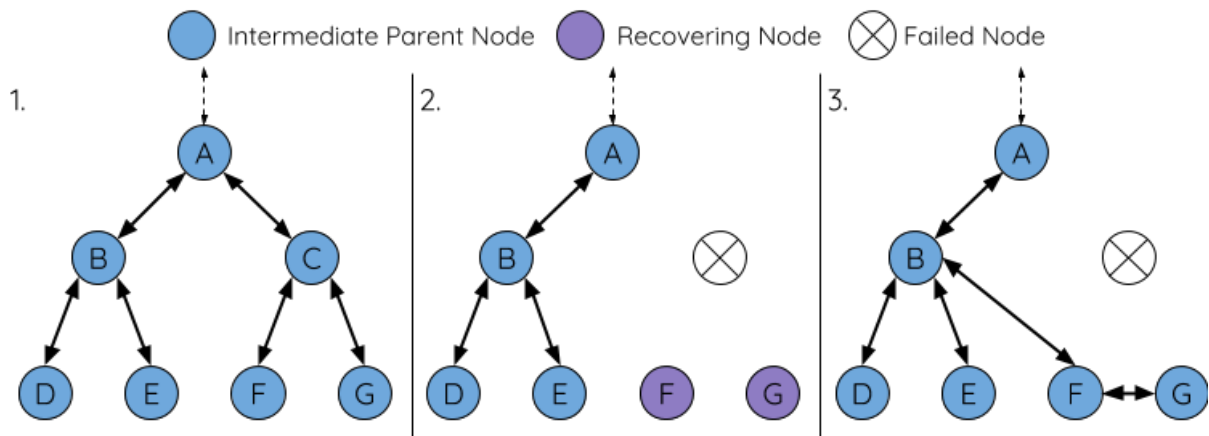 Intermediate Parent Node Recovering Node Failed Node
1. 2. 3.
A A A
B C B B
D E F G D E F G D E F G